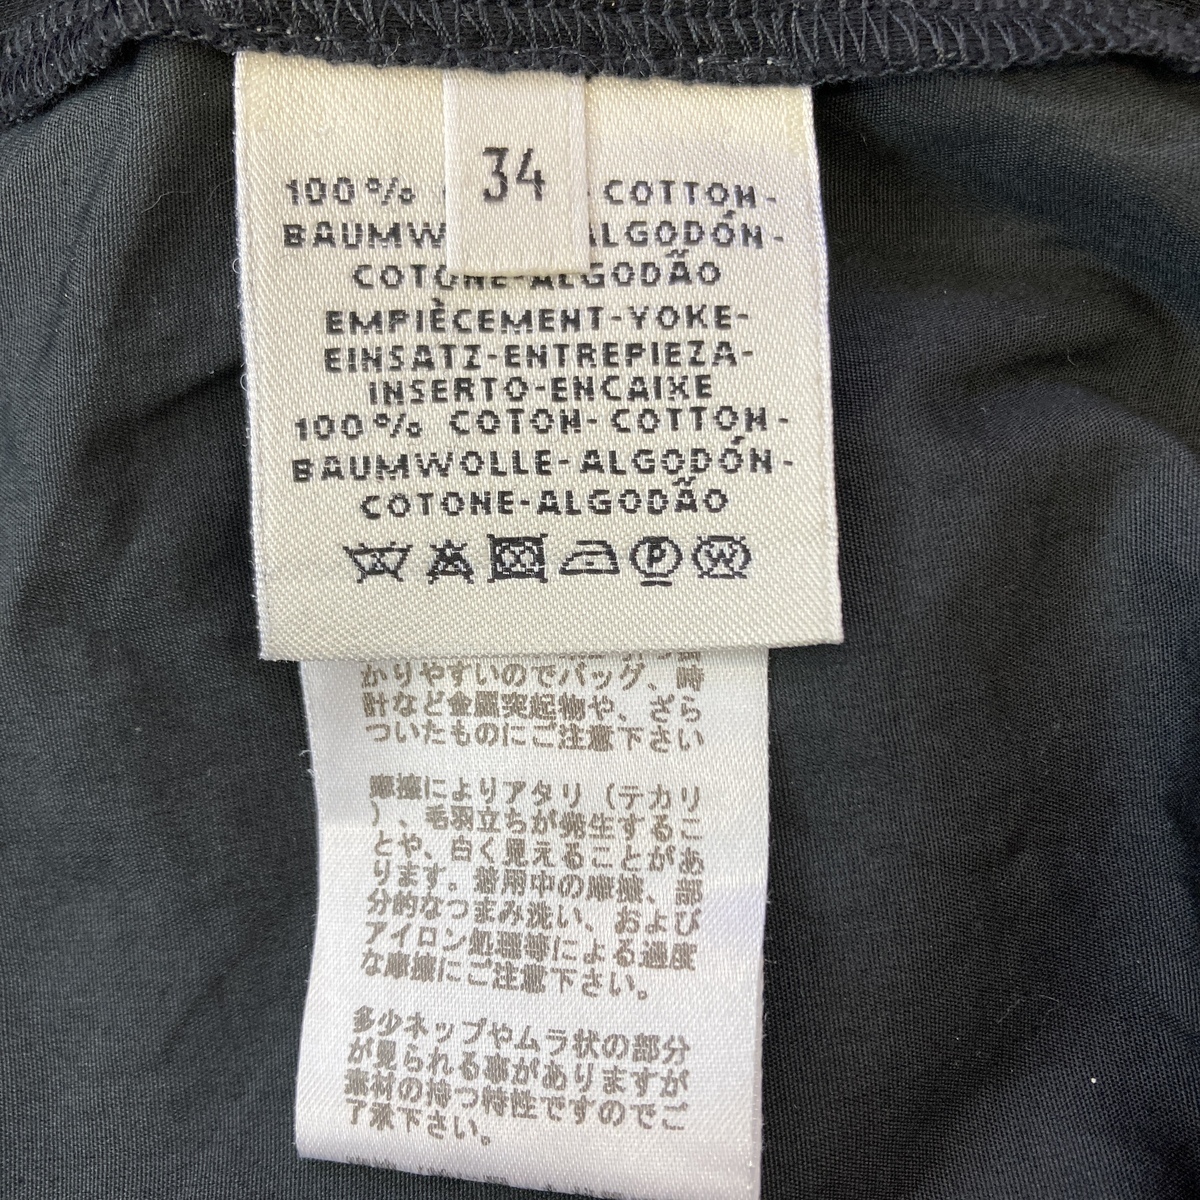 34
100% COTTON-
BAUMW ALGODÓN-
COTONE-ALGODÃO
EMPIÈCEMENT-YOKE-
EINSATZ-ENTREPIEZA-
INSERTO-ENCAIXE
100% COTON-COTTON-
BAUMWOLLE-ALGODÓN-
COTONE-ALGODÃO
P W
かりやすいのでバッグ、時
計など金属突起物や、ざら
ついたものにご注意下さい
摩擦によりアタリ（テカリ
）、毛羽立ちが発生するこ
とや、白く見えることがあ
ります。着用中の摩擦、部
分的なつまみ洗い、および
アイロン処理等による過度
な摩擦にご注意下さい。
多少ネップやムラ状の部分
が見られる事がありますが
素材の持つ特性ですのでご
了承下さい。